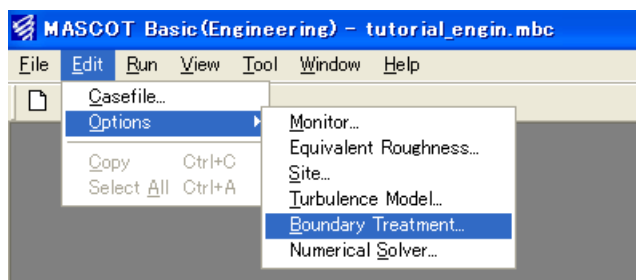 MASCOT Basic(Engineering) - tutorial_engin.mbc
File Edit Run View Tool Window Help
Casefile...
Options
Monitor...
Equivalent Roughness...
Copy Ctrl+C
Site...
Select All Ctrl+A
Turbulence Model...
Boundary Treatment...
Numerical Solver...